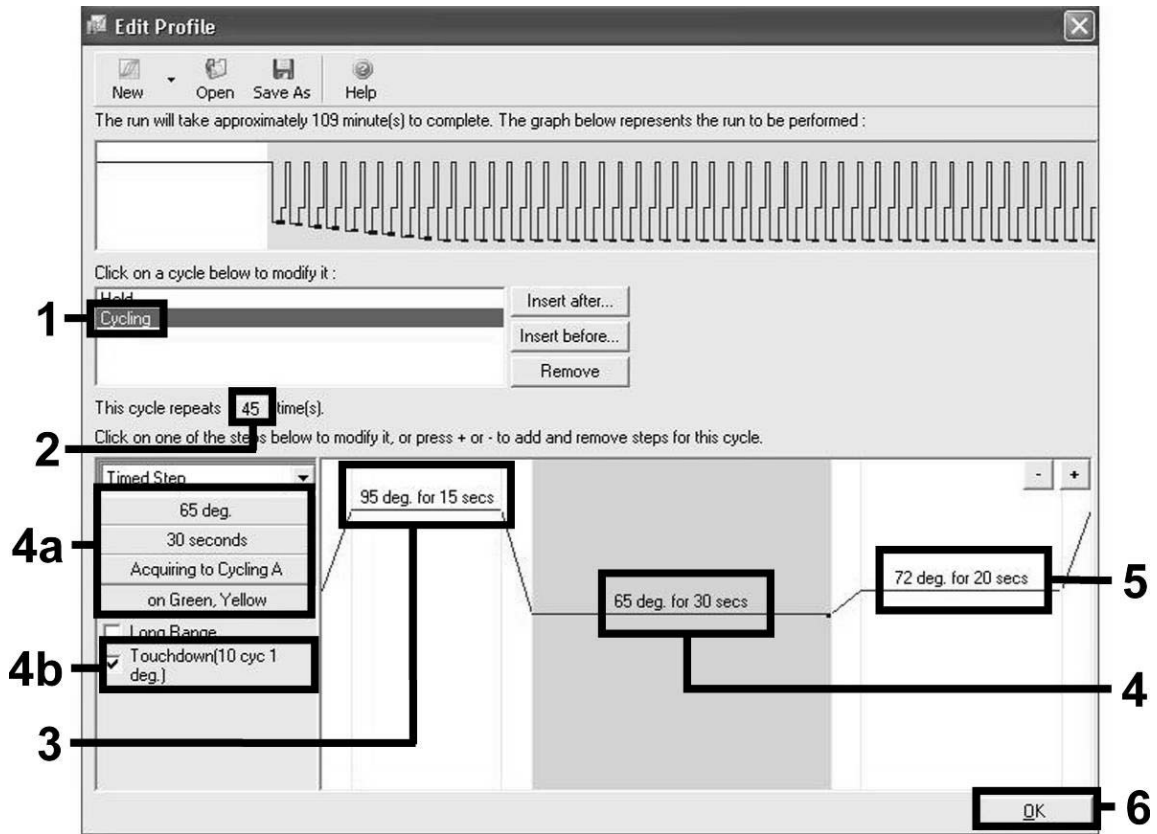 Edit Profile
New Open Save As Help
The run will take approximately 109 minute(s) to complete. The graph below represents the run to be performed :
Click on a cycle below to modify it :
Hold
Cycling
Insert after...
Insert before...
Remove
1
This cycle repeats 45 time(s).
2
Click on one of the steps below to modify it, or press + or - to add and remove steps for this cycle.
Timed Step
65 deg.
30 seconds
Acquiring to Cycling A
on Green, Yellow
4a
Long Range
Touchdown(10 cyc 1
deg.)
4b
95 deg. for 15 secs
3
65 deg. for 30 secs
4
- +
72 deg. for 20 secs
5
OK
6